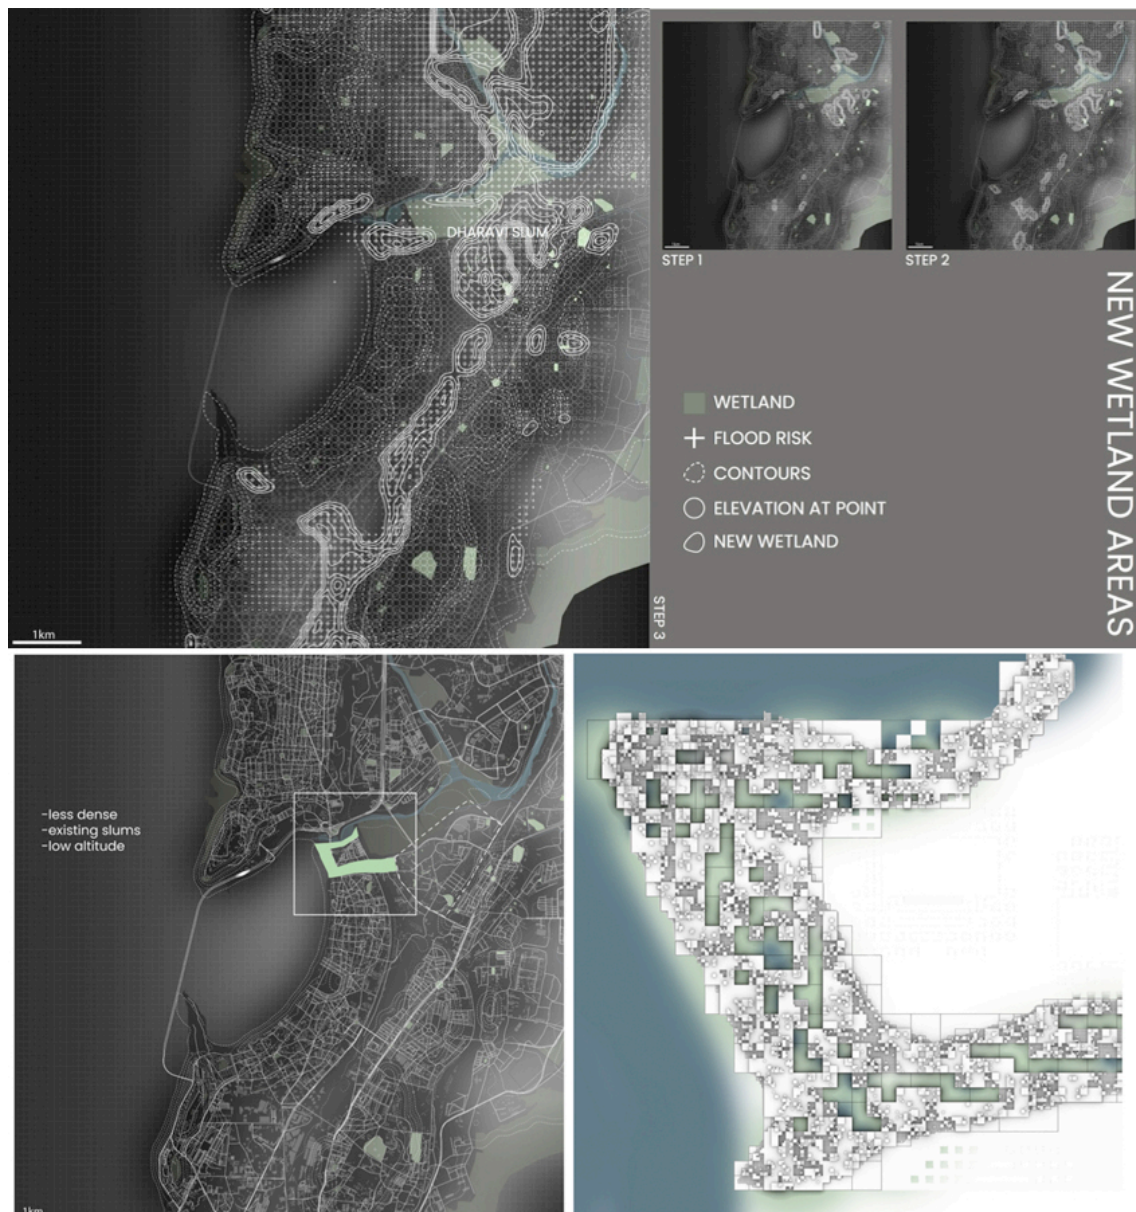 DHARAVI SLUM
1km
STEP 1
STEP 2
NEW WETLAND AREAS
WETLAND
FLOOD RISK
CONTOURS
ELEVATION AT POINT
NEW WETLAND
STEP 3
-less dense
-existing slums
-low altitude
1km